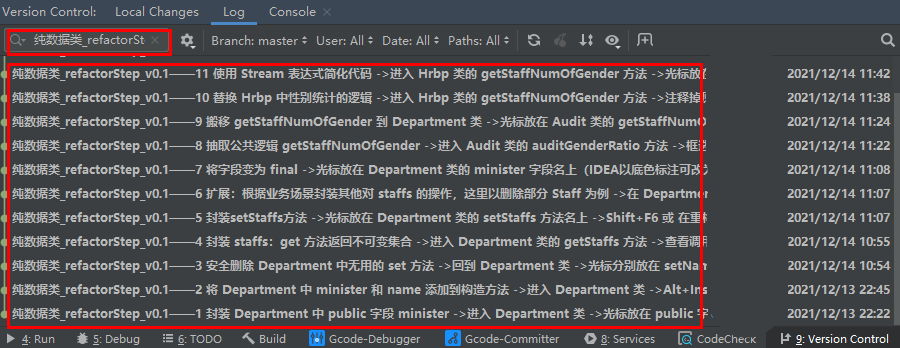 Version Control: Local Changes Log Console ×
纯数据类_refactorSt × Branch: master User: All Date: All Paths: All
纯数据类_refactorStep_v0.1——11 使用 Stream 表达式简化代码 ->进入 Hrbp 类的 getStaffNumOfGender 方法 ->光标放在 2021/12/14 11:42
纯数据类_refactorStep_v0.1——10 替换 Hrbp 中性别统计的逻辑 ->进入 Hrbp 类的 getStaffNumOfGender 方法 ->注释掉 2021/12/14 11:38
纯数据类_refactorStep_v0.1——9 搬移 getStaffNumOfGender 到 Department 类 ->光标放在 Audit 类的 getStaffNumO 2021/12/14 11:24
纯数据类_refactorStep_v0.1——8 抽取公共逻辑 getStaffNumOfGender ->进入 Audit 类的 auditGenderRatio 方法 ->框选 2021/12/14 11:22
纯数据类_refactorStep_v0.1——7 将字段变为 final ->光标放在 Department 类的 minister 字段名上（IDEA以底色标注可改为 2021/12/14 11:08
纯数据类_refactorStep_v0.1——6 扩展：根据业务场景封装其他对 staffs 的操作，这里以删除部分 Staff 为例 ->在 Departmen 2021/12/14 11:07
纯数据类_refactorStep_v0.1——5 封装setStaffs方法 ->光标放在 Department 类的 setStaffs 方法名上 ->Shift+F6 或 在重构 2021/12/14 11:07
纯数据类_refactorStep_v0.1——4 封装 staffs：get 方法返回不可变集合 ->进入 Department 类的 getStaffs 方法 ->查看调用 2021/12/14 10:55
纯数据类_refactorStep_v0.1——3 安全删除 Department 中无用的 set 方法 ->回到 Department 类 ->光标分别放在 setNam 2021/12/14 10:54
纯数据类_refactorStep_v0.1——2 将 Department 中 minister 和 name 添加到构造方法 ->进入 Department 类 ->Alt+Ins 2021/12/13 22:45
纯数据类_refactorStep_v0.1——1 封装 Department 中 public 字段 minister ->进入 Department 类 ->光标放在 public 字 2021/12/13 22:22
4: Run 5: Debug 6: TODO Build Gcode-Debugger Gcode-Committer 8: Services CodeCheck 9: Version Control